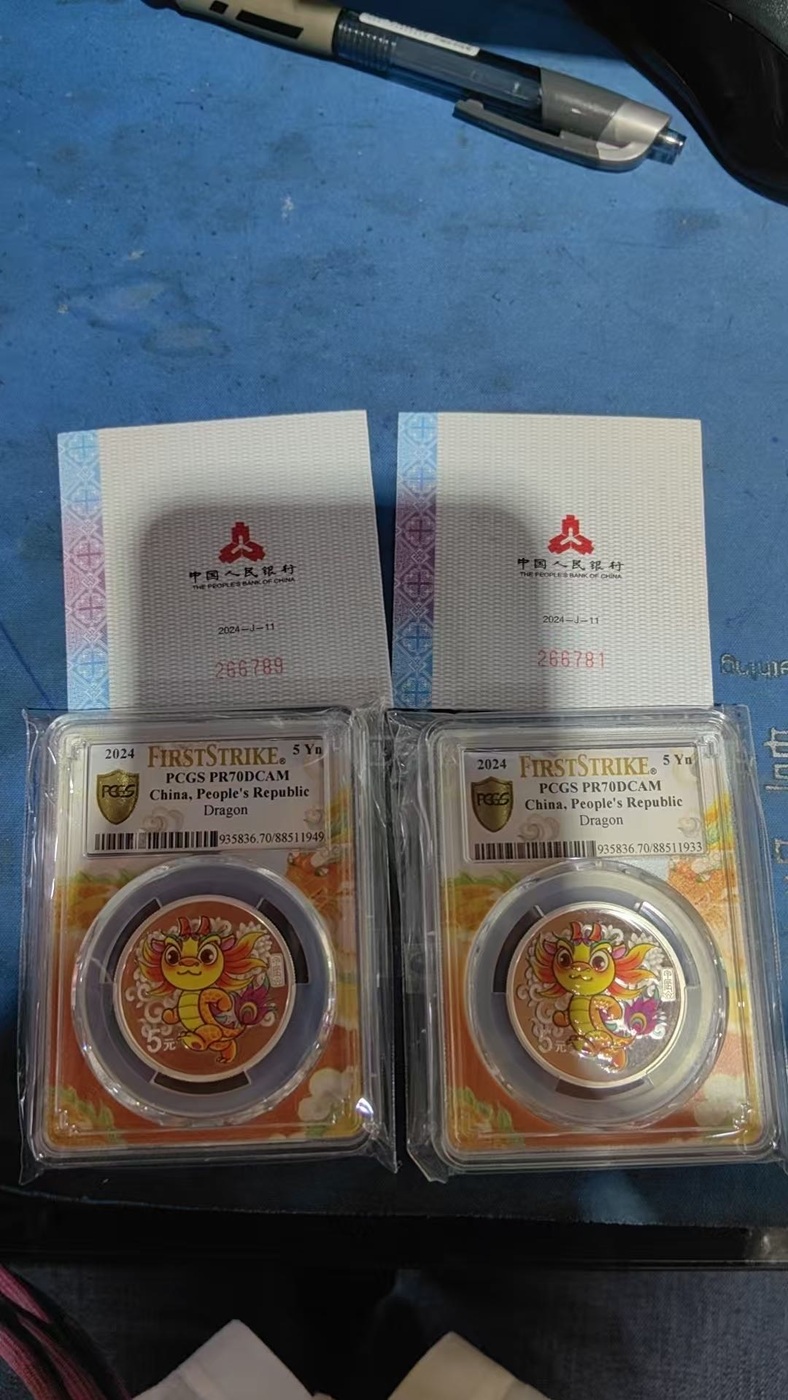 中国人民银行
THE PEOPLE'S BANK OF CHINA
2024-J-11
266789
中国人民银行
THE PEOPLE'S BANK OF CHINA
2024-J-11
266781
2024 FIRSTSTRIKE® 5 Yn
PCGS PR70DCAM
PCGS
China, People's Republic
Dragon
935836.70/88511949
5元
2024 FIRSTSTRIKE® 5 Yn
PCGS PR70DCAM
PCGS
China, People's Republic
Dragon
935836.70/88511933
5元